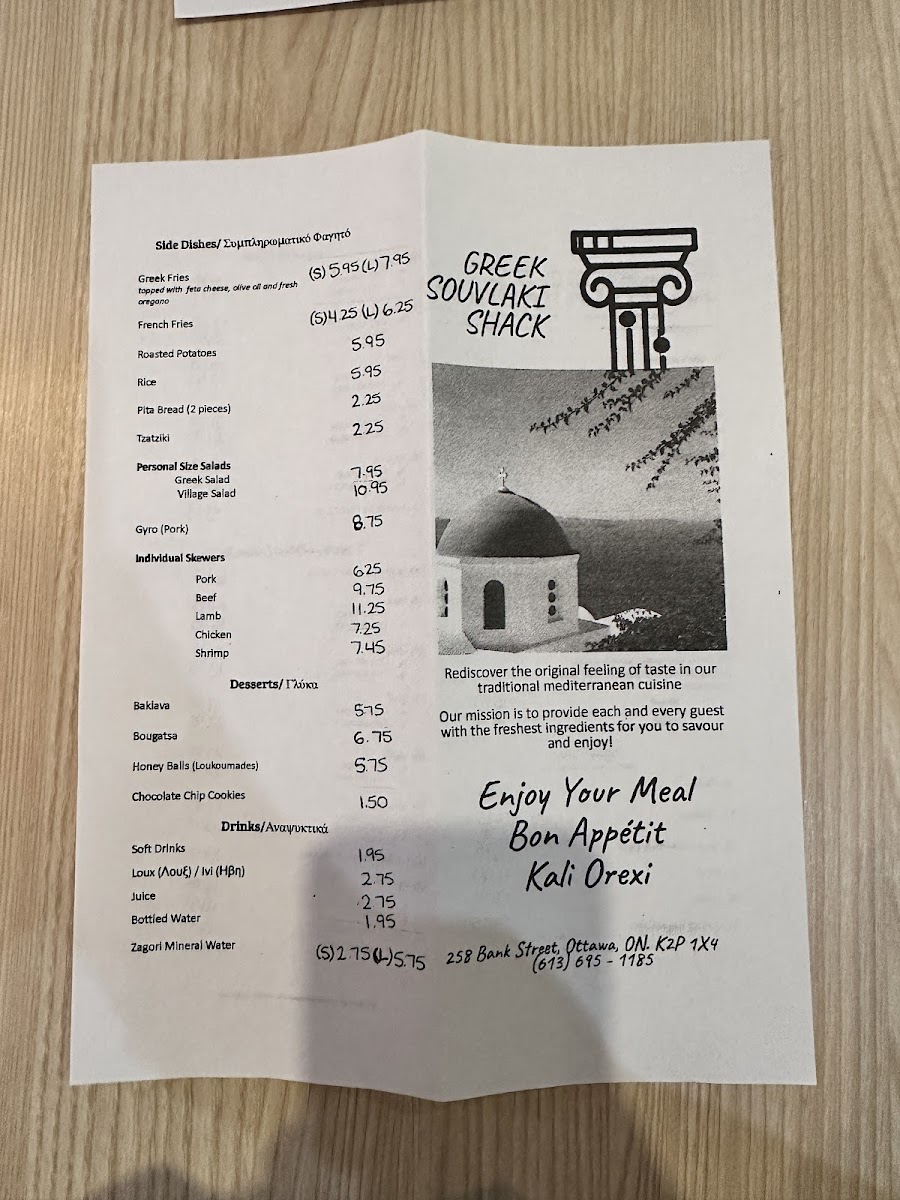 Side Dishes/ Συμπληρωματικό Φαγητό
Greek Fries (S) 5.95 (L) 7.95
topped with feta cheese, olive oil and fresh
oregano
French Fries (S) 4.25 (L) 6.25
Roasted Potatoes 5.95
Rice 5.95
Pita Bread (2 pieces) 2.25
Tzatziki 2.25
Personal Size Salads
Greek Salad 7.95
Village Salad 10.95
Gyro (Pork) 8.75
Individual Skewers
Pork 6.25
Beef 9.75
Lamb 11.25
Chicken 7.25
Shrimp 7.45
Desserts/ Γλύκα
Baklava 5.75
Bougatsa 6.75
Honey Balls (Loukoumades) 5.75
Chocolate Chip Cookies 1.50
Drinks/Αναψυκτικά
Soft Drinks 1.95
Loux (Λουξ) / Ivi (Ηβη) 2.75
Juice 2.75
Bottled Water 1.95
Zagori Mineral Water (S) 2.75 (L) 5.75
GREEK
SOUVLAKI
SHACK
Rediscover the original feeling of taste in our
traditional mediterranean cuisine
Our mission is to provide each and every guest
with the freshest ingredients for you to savour
and enjoy!
Enjoy Your Meal
Bon Appétit
Kali Orexi
258 Bank Street, Ottawa, ON. K2P 1X4
(613) 695 - 1185